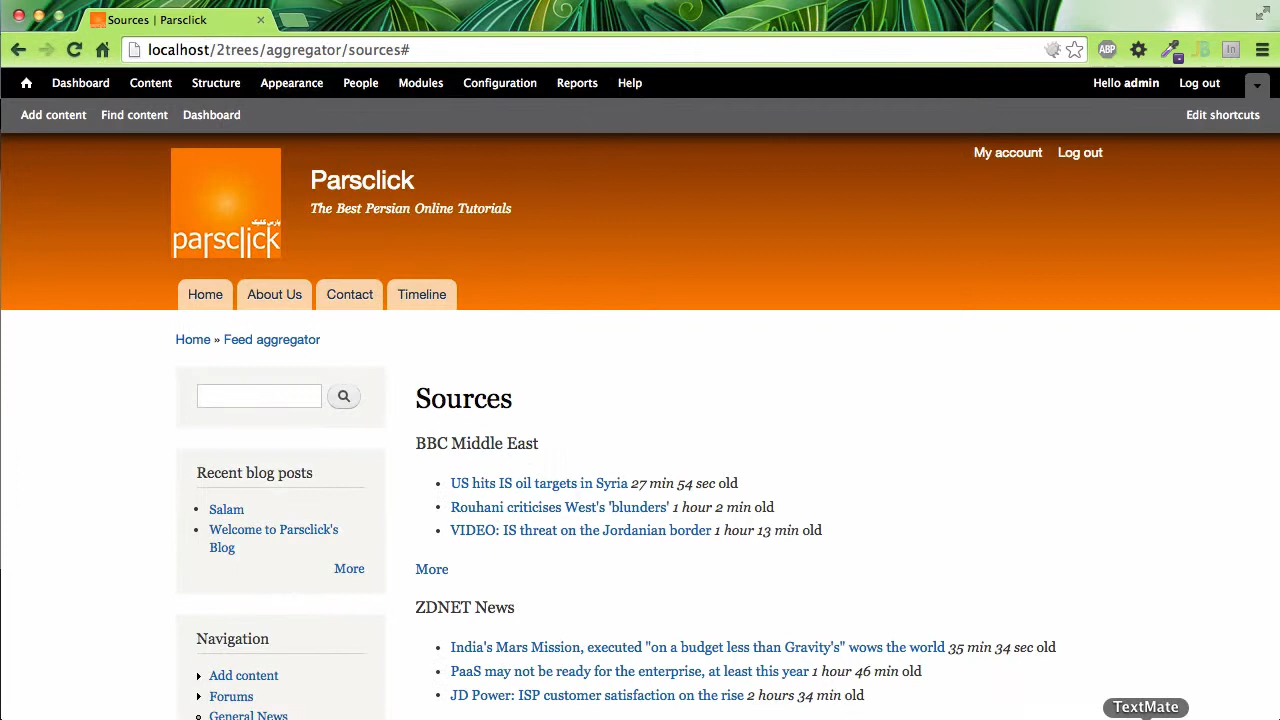 Sources | Parsclick
localhost/2trees/aggregator/sources#
ABP
JB
In
Dashboard Content Structure Appearance People Modules Configuration Reports Help
Hello admin Log out
Add content Find content Dashboard
Edit shortcuts
My account Log out
Parsclick
The Best Persian Online Tutorials
پارس کلیک
parsclick
Home About Us Contact Timeline
Home » Feed aggregator
Sources
BBC Middle East
• US hits IS oil targets in Syria 27 min 54 sec old
• Rouhani criticises West's 'blunders' 1 hour 2 min old
• VIDEO: IS threat on the Jordanian border 1 hour 13 min old
More
ZDNET News
• India's Mars Mission, executed "on a budget less than Gravity's" wows the world 35 min 34 sec old
• PaaS may not be ready for the enterprise, at least this year 1 hour 46 min old
• JD Power: ISP customer satisfaction on the rise 2 hours 34 min old
Recent blog posts
• Salam
• Welcome to Parsclick's
Blog
More
Navigation
Add content
Forums
General News
TextMate